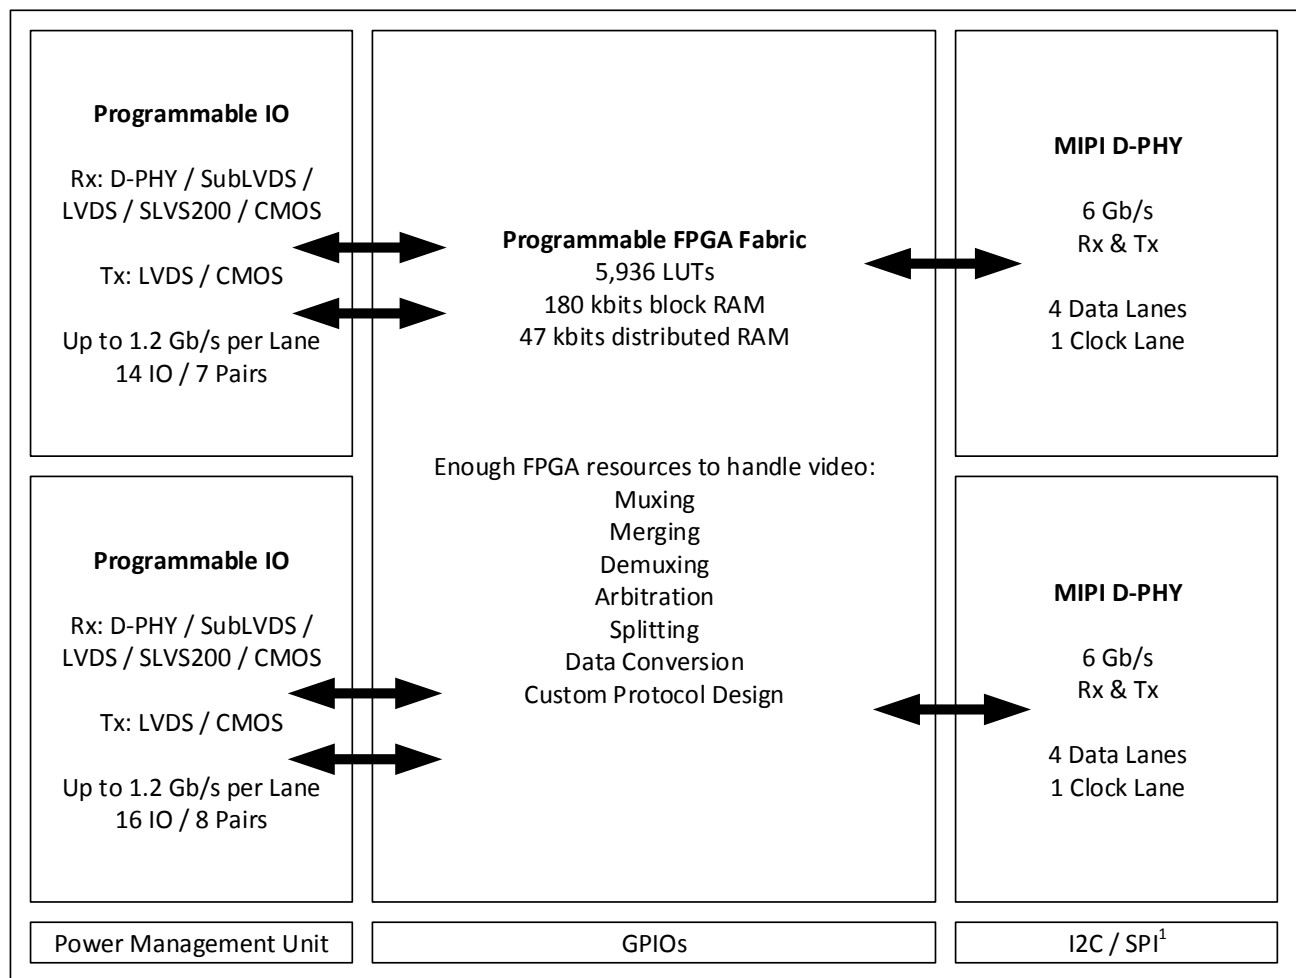 Programmable IO
Rx: D-PHY / SubLVDS /
LVDS / SLVS200 / CMOS
Tx: LVDS / CMOS
Up to 1.2 Gb/s per Lane
14 IO / 7 Pairs
Programmable IO
Rx: D-PHY / SubLVDS /
LVDS / SLVS200 / CMOS
Tx: LVDS / CMOS
Up to 1.2 Gb/s per Lane
16 IO / 8 Pairs
Programmable FPGA Fabric
5,936 LUTs
180 kbits block RAM
47 kbits distributed RAM
Enough FPGA resources to handle video:
Muxing
Merging
Demuxing
Arbitration
Splitting
Data Conversion
Custom Protocol Design
MIPI D-PHY
6 Gb/s
Rx & Tx
4 Data Lanes
1 Clock Lane
MIPI D-PHY
6 Gb/s
Rx & Tx
4 Data Lanes
1 Clock Lane
Power Management Unit
GPIOs
I2C / SPI¹